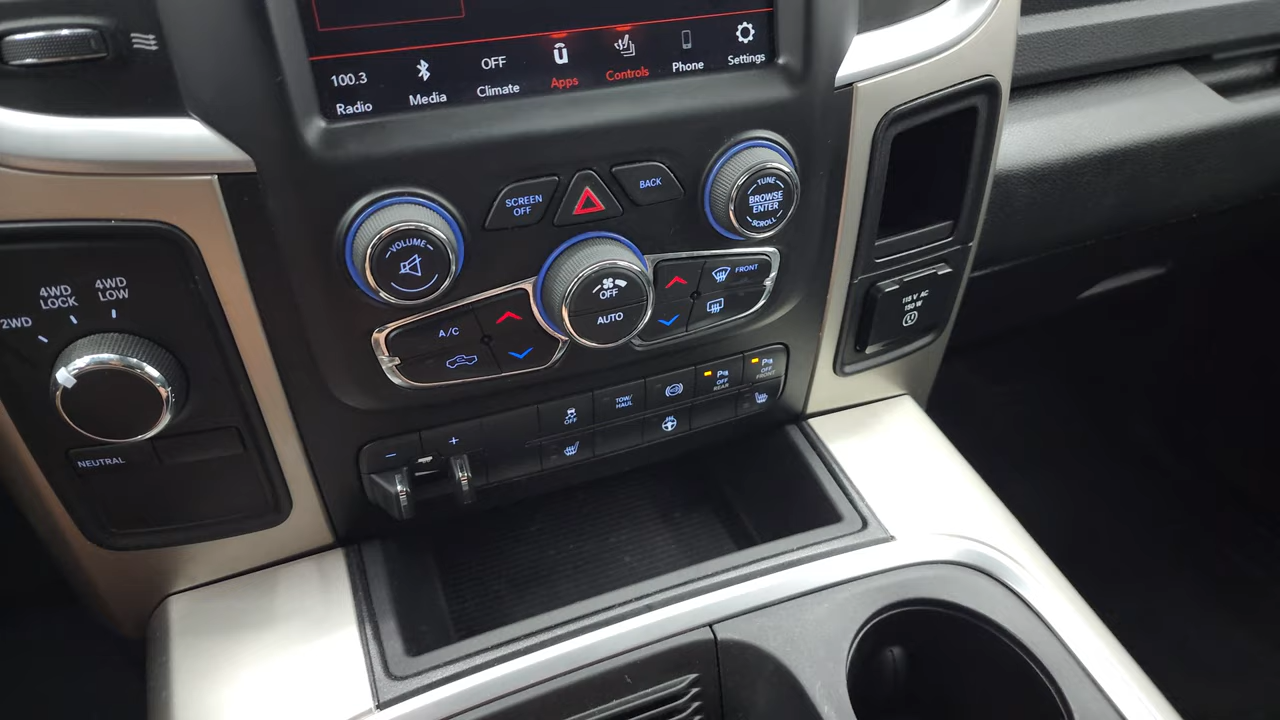 100.3
Radio
Media
OFF
Climate
Apps
Controls
Phone
Settings
SCREEN
OFF
BACK
TUNE
BROWSE
ENTER
SCROLL
VOLUME
OFF
AUTO
FRONT
A/C
4WD
LOCK
4WD
LOW
2WD
NEUTRAL
115 V AC
150 W
OFF
TOW/
HAUL
P
OFF
REAR
P
OFF
FRONT
- +